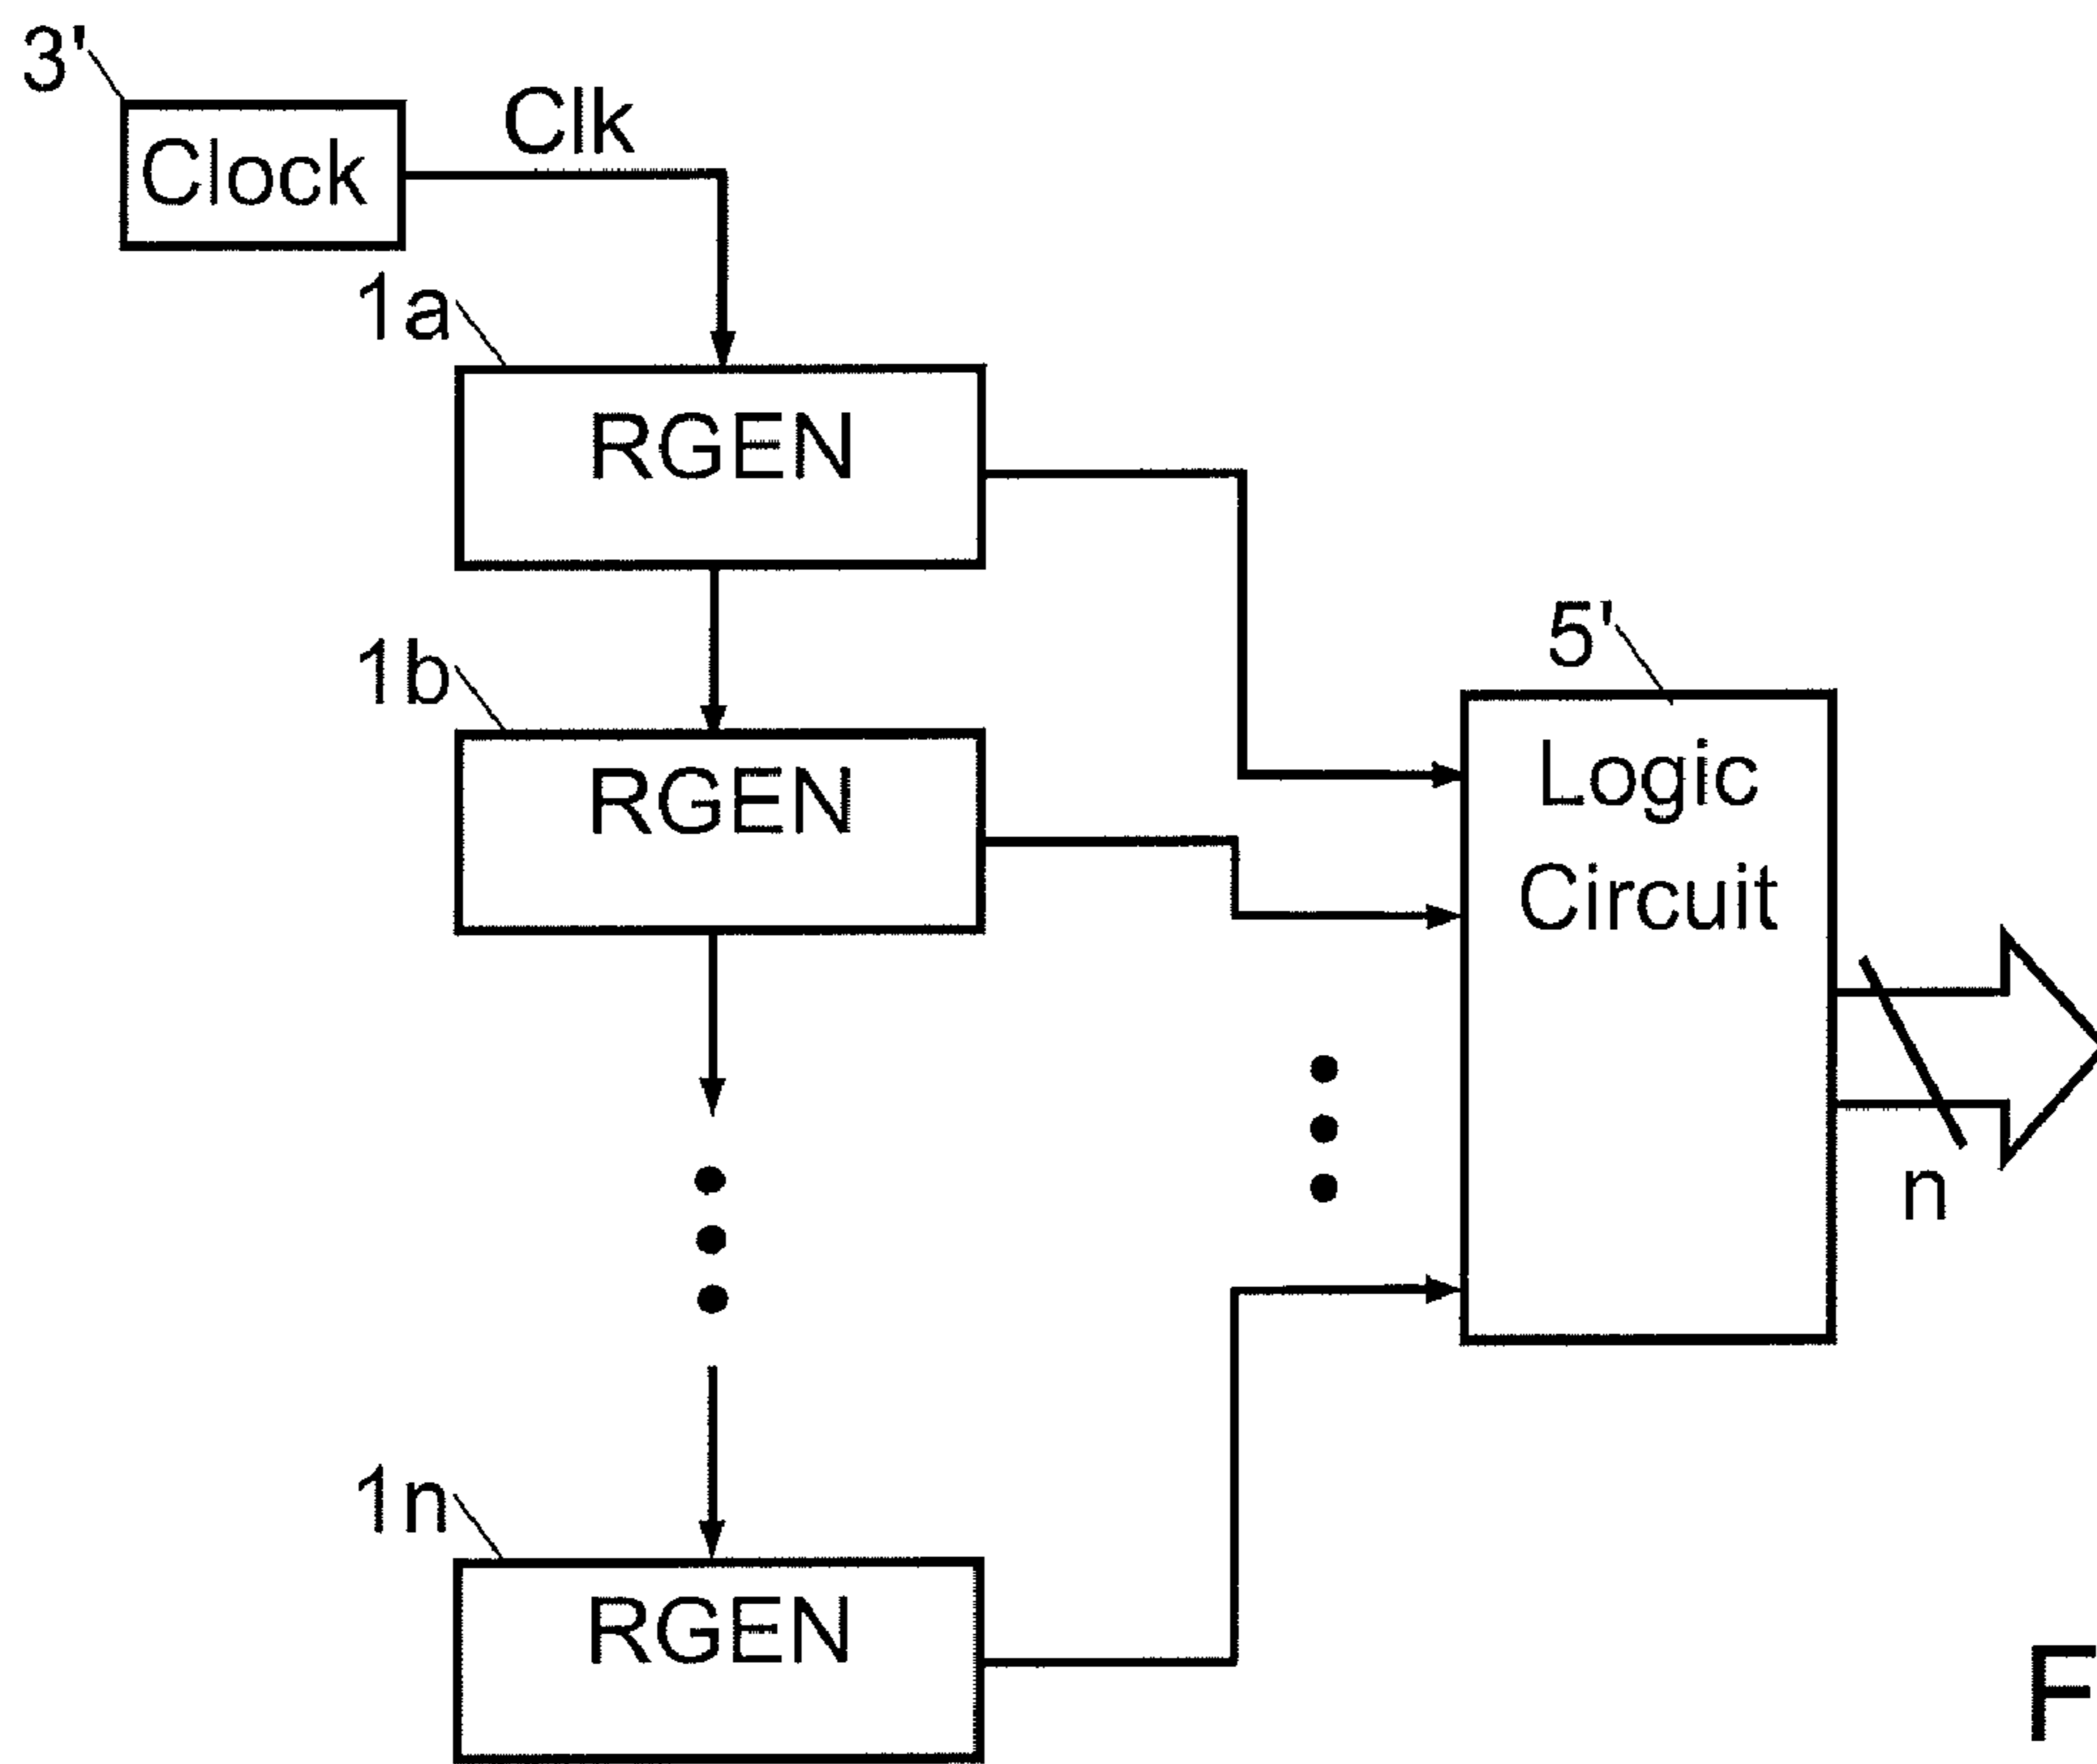 3'
Clock
Clk
1a
RGEN
1b
RGEN
5'
Logic
Circuit
n
1n
RGEN
F